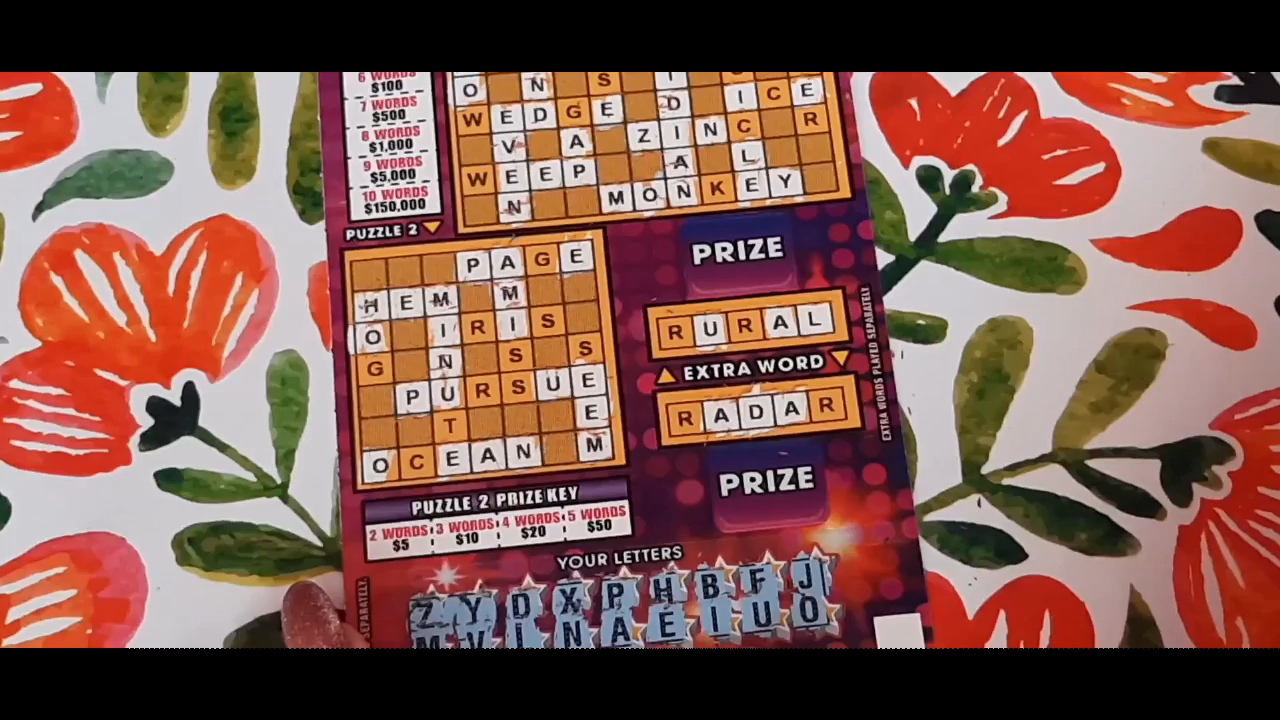 6 WORDS
$100
7 WORDS
$500
8 WORDS
$1,000
9 WORDS
$5,000
10 WORDS
$150,000
O N S I
WEDGE D ICE
V A ZINC R
WEEP A L
N MONKEY
PUZZLE 2
PAGE
HEM M
O I RIS
G N S S
PURSUE
T E
OCEAN M
PUZZLE 2 PRIZE KEY
2 WORDS 3 WORDS 4 WORDS 5 WORDS
$5 $10 $20 $50
PRIZE
RURAL
EXTRA WORD
RADAR
PRIZE
EXTRA WORDS PLAYED SEPARATELY
SEPARATELY
YOUR LETTERS
Z Y D X P H B F J
M V L N A E I U O